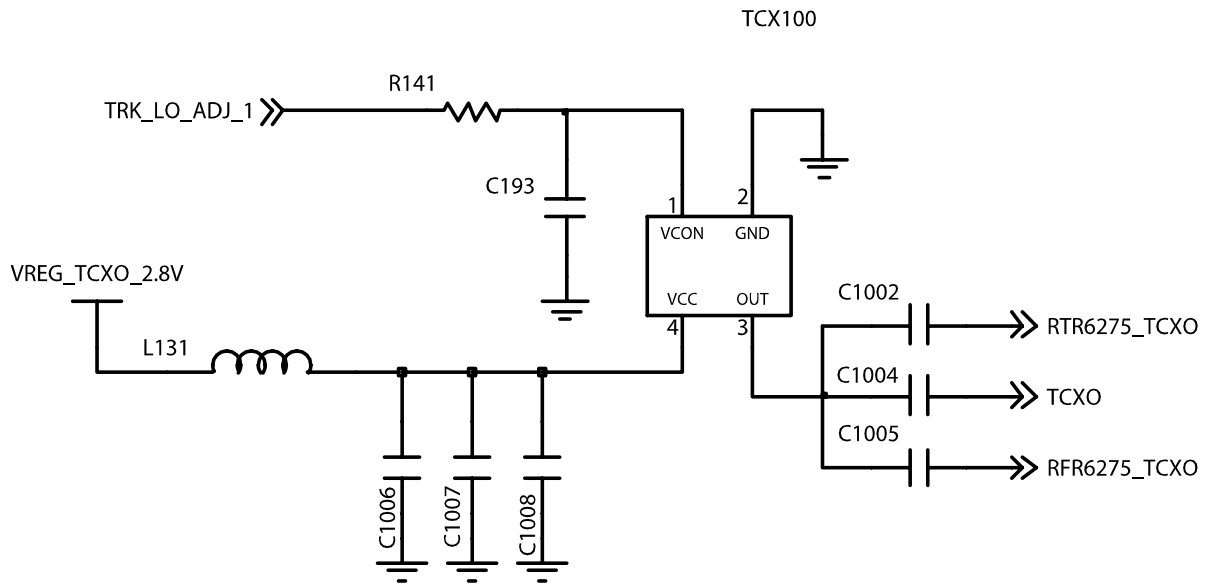 TCX100
R141
TRK_LO_ADJ_1
C193
1
2
VCON
GND
VREG_TCXO_2.8V
VCC
OUT
C1002
4
3
RTR6275_TCXO
L131
C1004
TCXO
C1005
RFR6275_TCXO
C1006
C1007
C1008